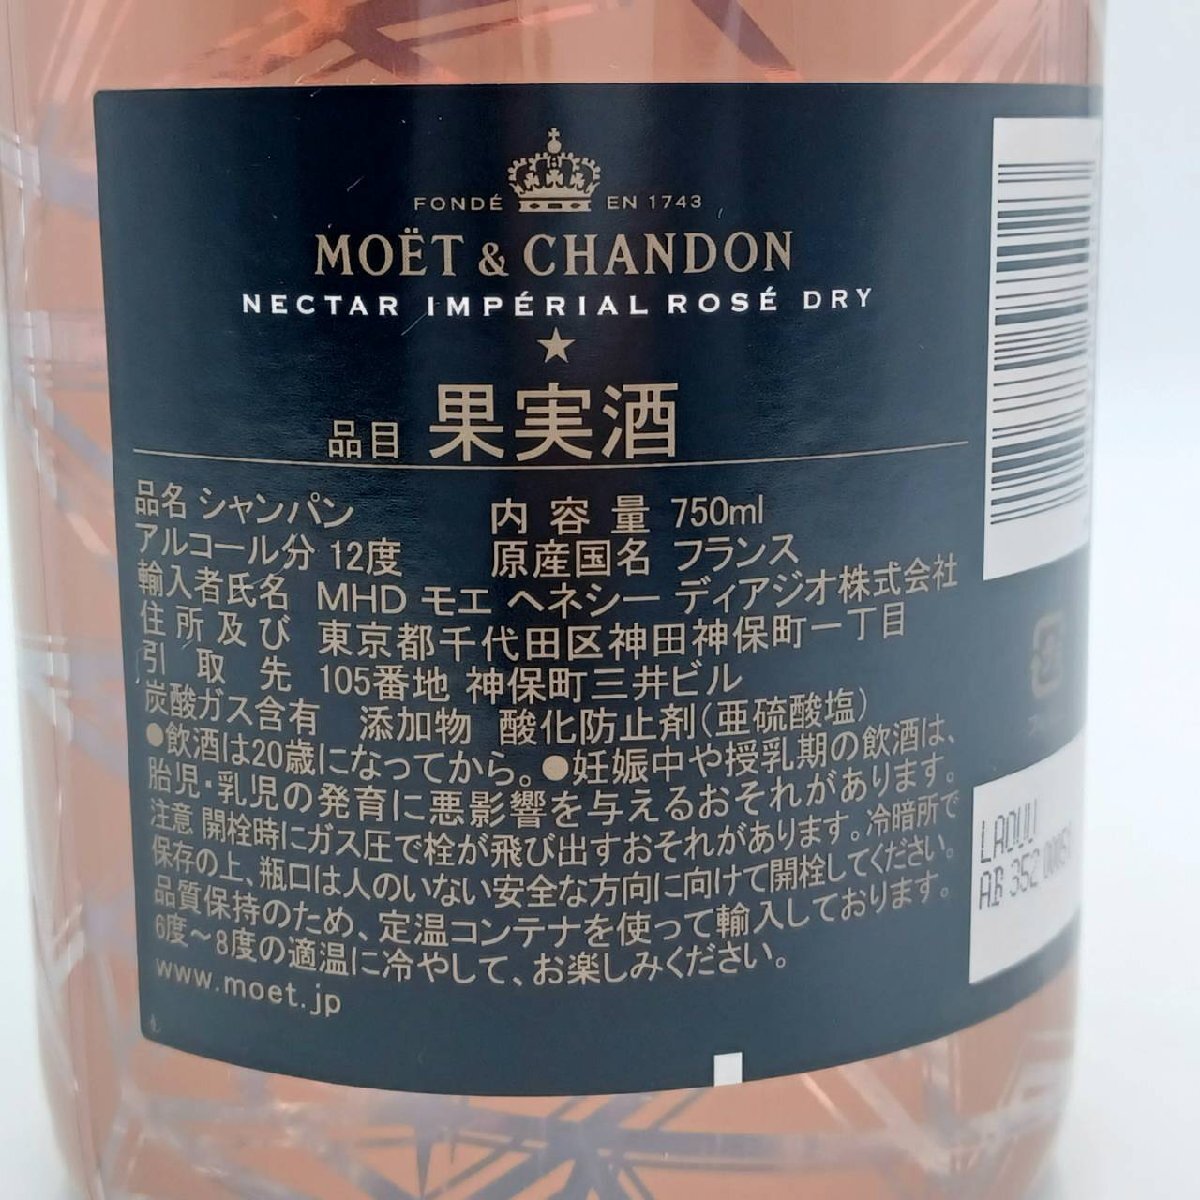 FONDÉ EN 1743
MOËT & CHANDON
NECTAR IMPÉRIAL ROSÉ DRY
品目 果実酒
品名 シャンパン 内容量 750ml
アルコール分 12度 原産国名 フランス
輸入者氏名 MHD モエ ヘネシー ディアジオ株式会社
住所及び 東京都千代田区神田神保町一丁目
引取先 105番地 神保町三井ビル
炭酸ガス含有 添加物 酸化防止剤(亜硫酸塩)
●飲酒は20歳になってから。●妊娠中や授乳期の飲酒は、
胎児・乳児の発育に悪影響を与えるおそれがあります。
注意 開栓時にガス圧で栓が飛び出すおそれがあります。冷暗所で
保存の上、瓶口は人のいない安全な方向に向けて開栓してください。
品質保持のため、定温コンテナを使って輸入しております。
6度~8度の適温に冷やして、お楽しみください。
www.moet.jp